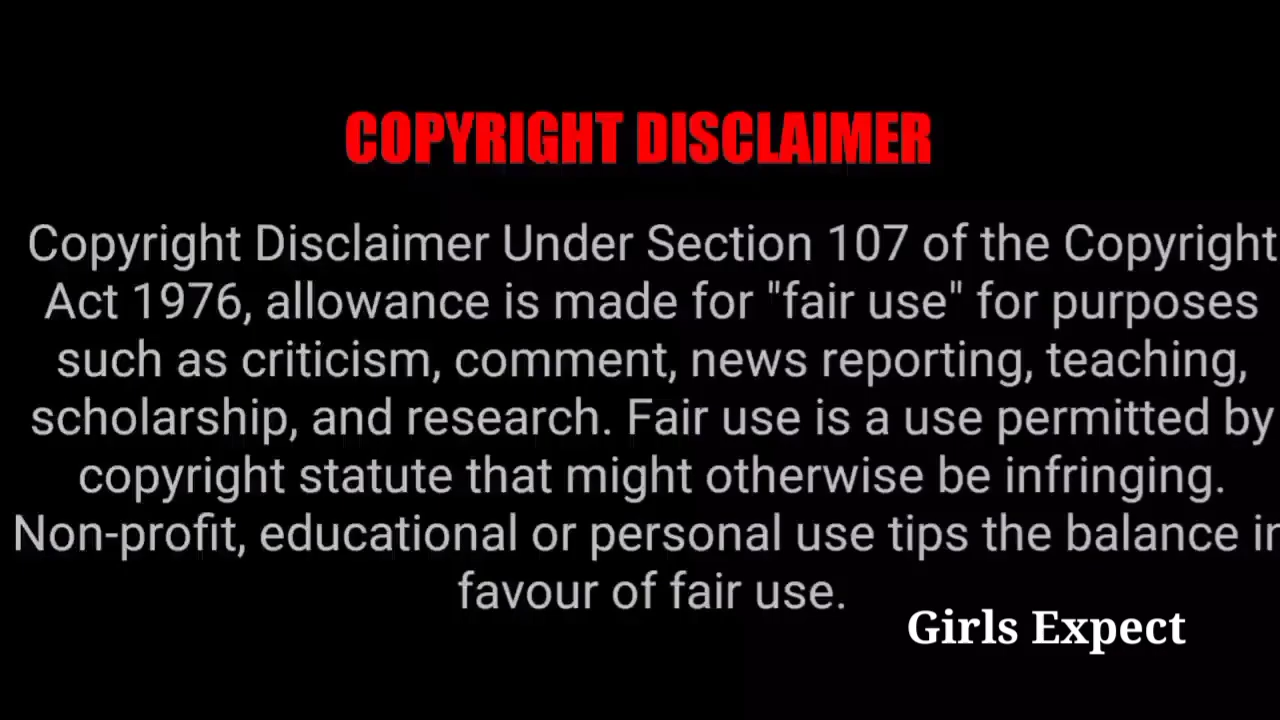 COPYRIGHT DISCLAIMER
Copyright Disclaimer Under Section 107 of the Copyright
Act 1976, allowance is made for "fair use" for purposes
such as criticism, comment, news reporting, teaching,
scholarship, and research. Fair use is a use permitted by
copyright statute that might otherwise be infringing.
Non-profit, educational or personal use tips the balance in
favour of fair use.
Girls Expect